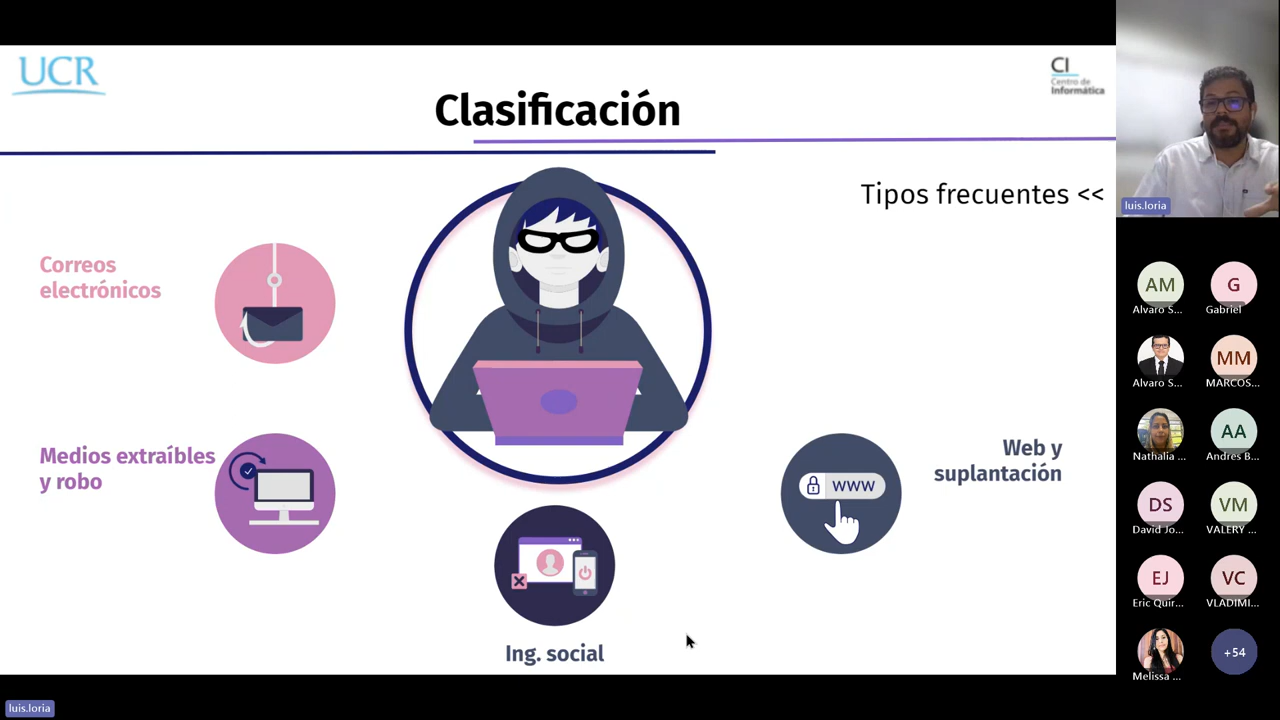 UCR
CI
Centro de
Informática
Clasificación
Tipos frecuentes <<
Correos
electrónicos
Medios extraíbles
y robo
www
Web y
suplantación
Ing. social
luis.loria
luis.loria
AM
G
Alvaro S...
Gabriel
MM
Alvaro S...
MARCOS...
AA
Nathalia ...
Andres B...
DS
VM
David Jo...
VALERY ...
EJ
VC
Eric Quir...
VLADIMI...
+54
Melissa ...